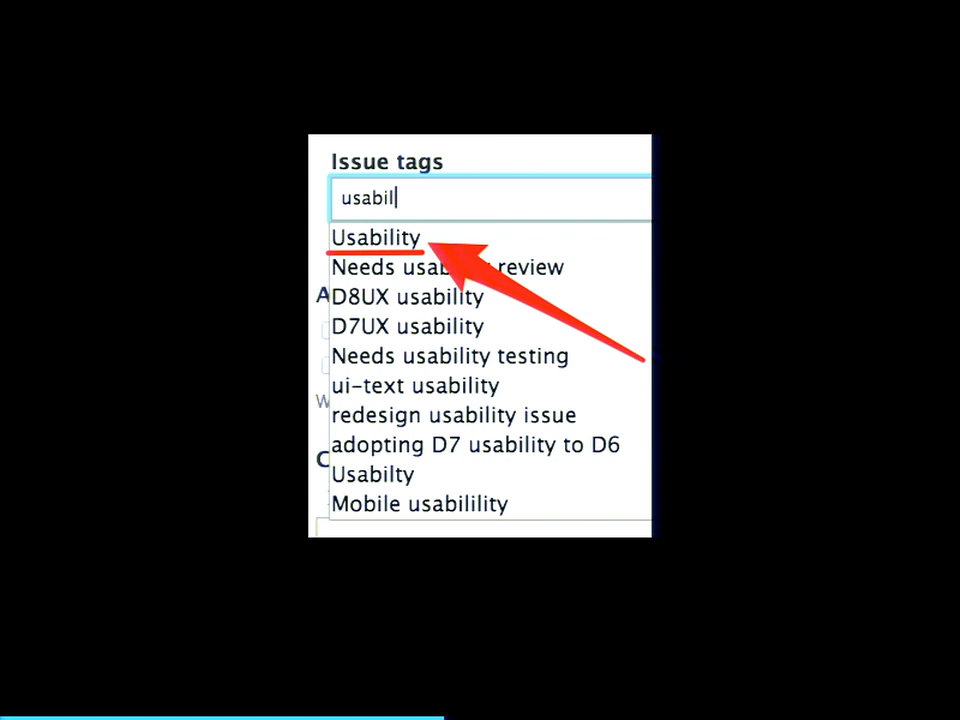 Issue tags
usabil
Usability
Needs usab y review
D8UX usability
A
D7UX usability
Needs usability testing
ui-text usability
W
redesign usability issue
adopting D7 usability to D6
C
Usabilty
Mobile usabilility